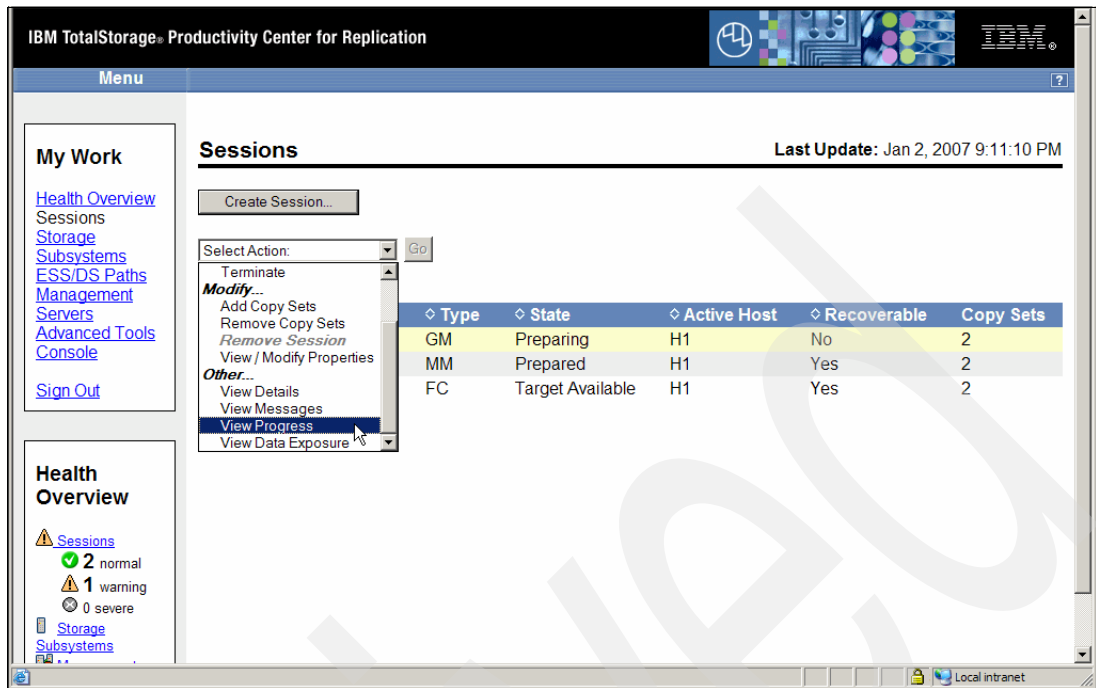 IBM TotalStorage® Productivity Center for Replication
IBM®
Menu
?
My Work
Health Overview
Sessions
Storage
Subsystems
ESS/DS Paths
Management
Servers
Advanced Tools
Console
Sign Out
Sessions
Last Update: Jan 2, 2007 9:11:10 PM
Create Session...
Select Action:
Go
Terminate
Modify...
Add Copy Sets
Remove Copy Sets
Remove Session
View / Modify Properties
Other...
View Details
View Messages
View Progress
View Data Exposure
Type State Active Host Recoverable Copy Sets
GM Preparing H1 No 2
MM Prepared H1 Yes 2
FC Target Available H1 Yes 2
Health
Overview
Sessions
2 normal
1 warning
0 severe
Storage
Subsystems
Local intranet